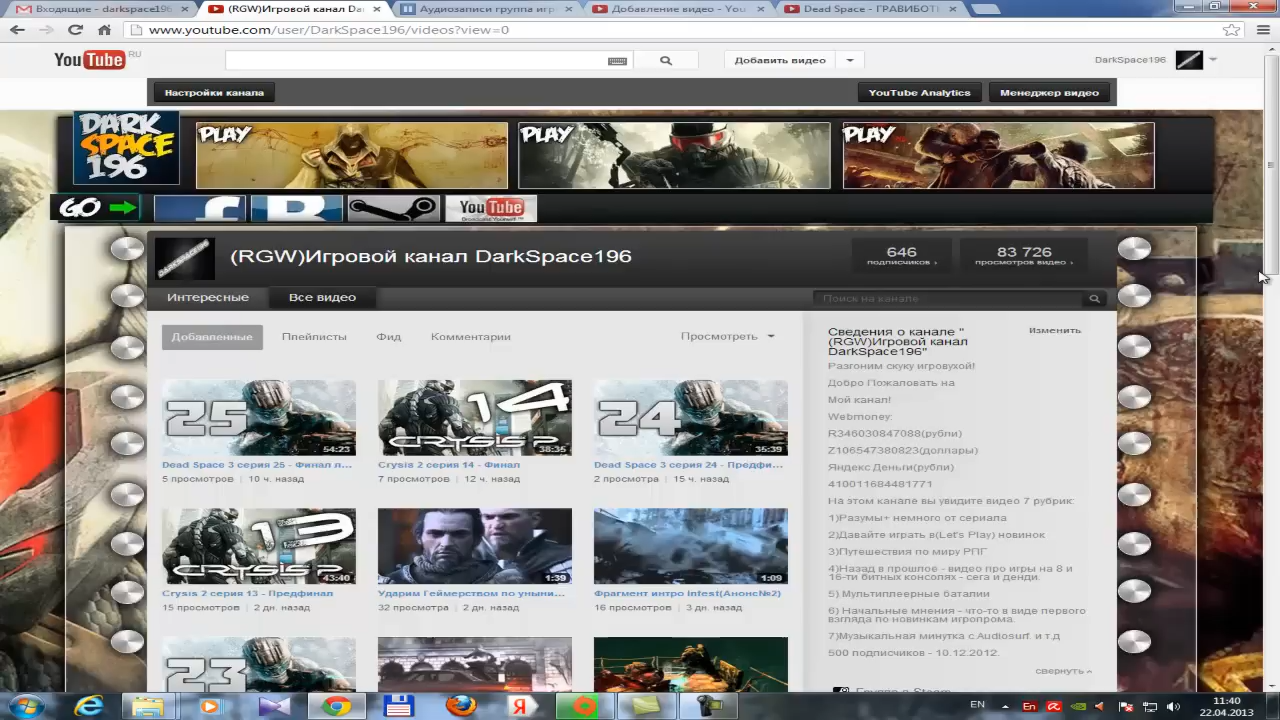 Входящие – darkspace196
(RGW)Игровой канал Da
Аудиозаписи группа игр
Добавление видео - You
Dead Space - ГРАВИБОТ
www.youtube.com/user/DarkSpace196/videos?view=0
YouTube RU
Добавить видео
DarkSpace196
Настройки канала
YouTube Analytics
Менеджер видео
DARK SPACE 196
PLAY
PLAY
PLAY
GO
YouTube
(RGW)Игровой канал DarkSpace196
646
подписчиков ›
83 726
просмотров видео ›
Интересные
Все видео
Поиск на канале
Добавленные
Плейлисты
Фид
Комментарии
Просмотреть
25
54:23
Dead Space 3 серия 25 - Финал л...
5 просмотров | 10 ч. назад
14
CRYSIS 2
38:35
Crysis 2 серия 14 - Финал
7 просмотров | 12 ч. назад
24
35:39
Dead Space 3 серия 24 - Предфи...
2 просмотра | 15 ч. назад
13
CRYSIS 2
43:40
Crysis 2 серия 13 - Предфинал
15 просмотров | 2 дн. назад
1:39
Ударим Геймерством по уныни...
32 просмотра | 2 дн. назад
1:09
Фрагмент интро Infest(Анонс№2)
16 просмотров | 3 дн. назад
23
Сведения о канале "
(RGW)Игровой канал
DarkSpace196"
Изменить
Разгоним скуку игровухой!
Добро Пожаловать на
Мой канал!
Webmoney:
R346030847088(рубли)
Z106547380823(доллары)
Яндекс Деньги(рубли)
410011684481771
На этом канале вы увидите видео 7 рубрик:
1)Разумы+ немного от сериала
2)Давайте играть в(Let's Play) новинок
3)Путешествия по миру РПГ
4)Назад в прошлое - видео про игры на 8 и
16-ти битных консолях - сега и денди.
5) Мультиплеерные баталии
6) Начальные мнения - что-то в виде первого
взгляда по новинкам игропрома.
7)Музыкальная минутка с Audiosurf. и т.д
500 подписчиков - 10.12.2012.
свернуть
Группа в Steam
EN
En
11:40
22.04.2013